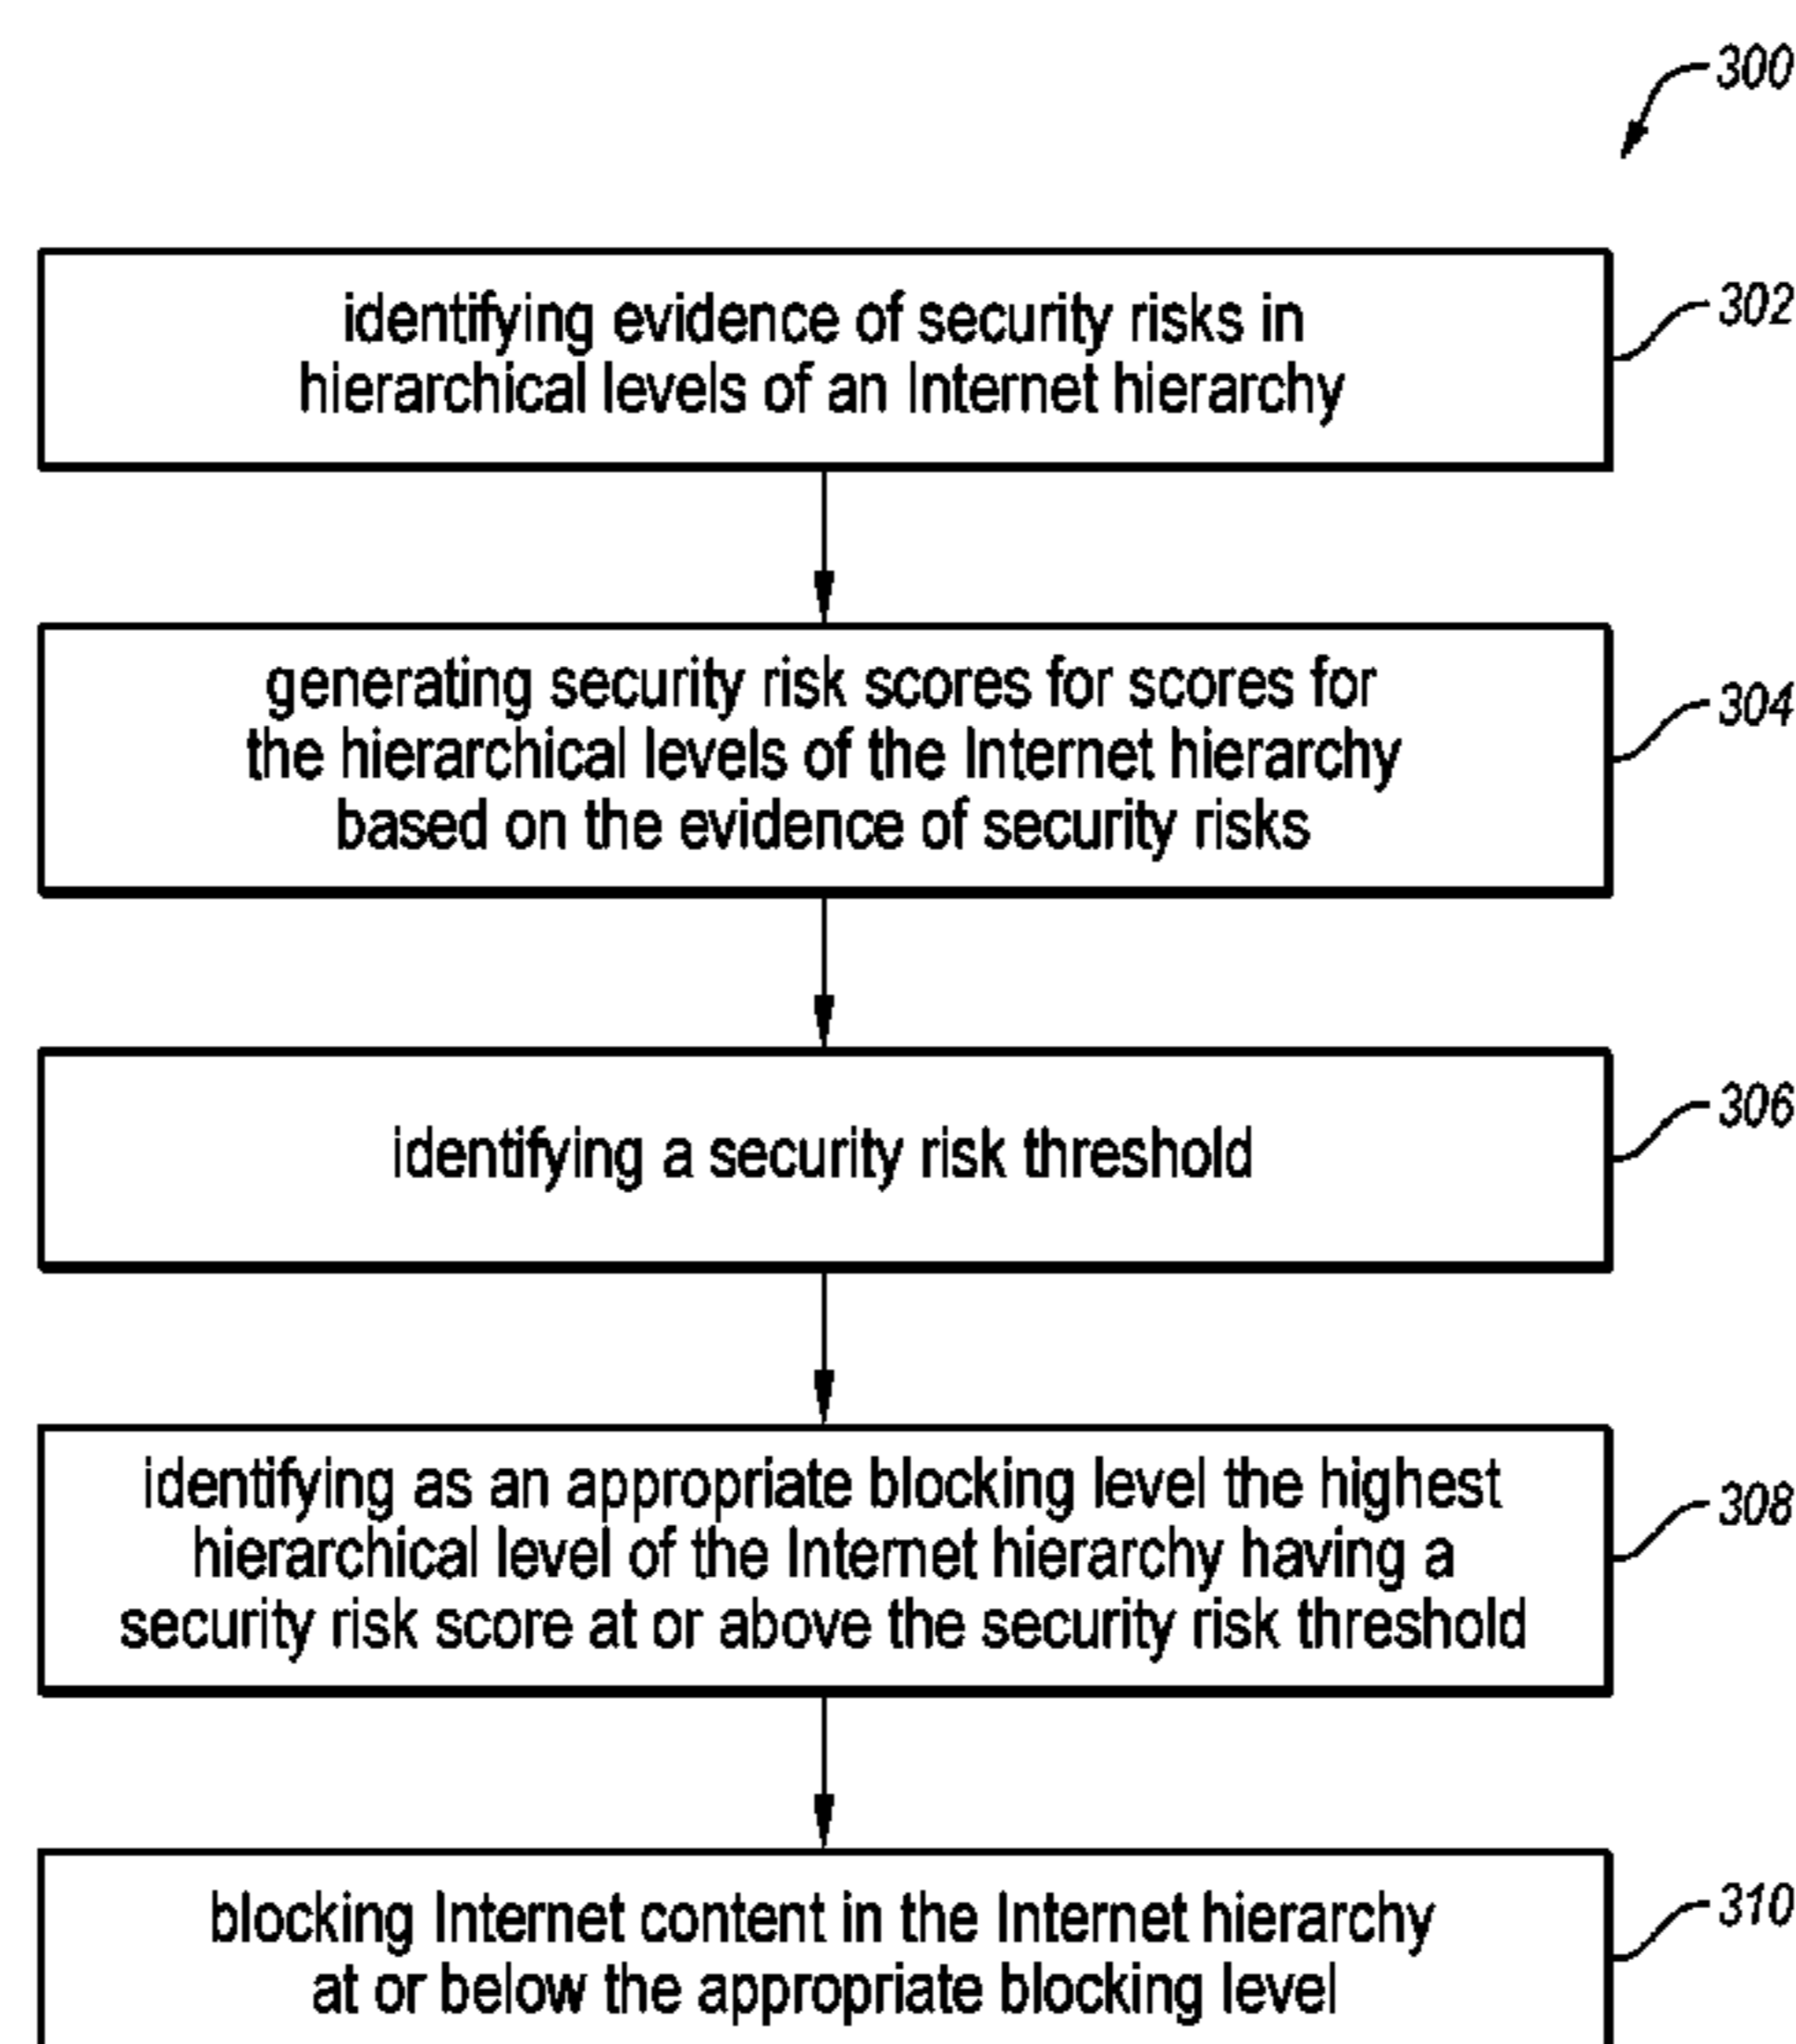 300
identifying evidence of security risks in
hierarchical levels of an Internet hierarchy
302
generating security risk scores for scores for
the hierarchical levels of the Internet hierarchy
based on the evidence of security risks
304
identifying a security risk threshold
306
identifying as an appropriate blocking level the highest
hierarchical level of the Internet hierarchy having a
security risk score at or above the security risk threshold
308
blocking Internet content in the Internet hierarchy
at or below the appropriate blocking level
310